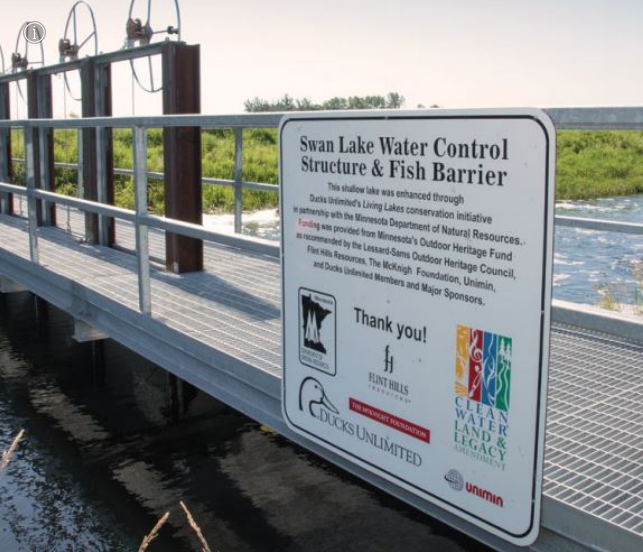 Swan Lake Water Control
Structure & Fish Barrier
This shallow lake was enhanced through
Ducks Unlimited's Living Lakes conservation initiative
in partnership with the Minnesota Department of Natural Resources.
Funding was provided from Minnesota's Outdoor Heritage Fund
as recommended by the Lessard-Sams Outdoor Heritage Council,
Flint Hills Resources, The McKnigh Foundation, Unimin,
and Ducks Unlimited Members and Major Sponsors.
Thank you!
Minnesota
FLINT HILLS
RESOURCES
THE MCKNIGHT FOUNDATION
DUCKS UNLIMITED
CLEAN
WATER
LAND &
LEGACY
AMENDMENT
UNIMIN